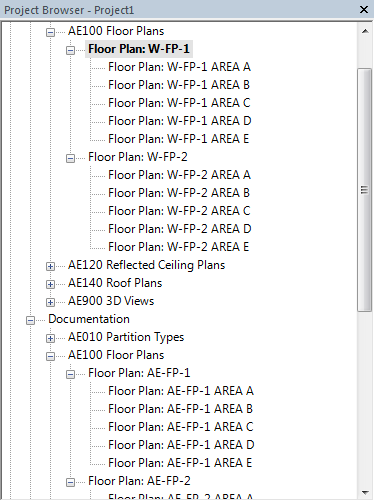 Project Browser - Project1
AE100 Floor Plans
Floor Plan: W-FP-1
Floor Plan: W-FP-1 AREA A
Floor Plan: W-FP-1 AREA B
Floor Plan: W-FP-1 AREA C
Floor Plan: W-FP-1 AREA D
Floor Plan: W-FP-1 AREA E
Floor Plan: W-FP-2
Floor Plan: W-FP-2 AREA A
Floor Plan: W-FP-2 AREA B
Floor Plan: W-FP-2 AREA C
Floor Plan: W-FP-2 AREA D
Floor Plan: W-FP-2 AREA E
AE120 Reflected Ceiling Plans
AE140 Roof Plans
AE900 3D Views
Documentation
AE010 Partition Types
AE100 Floor Plans
Floor Plan: AE-FP-1
Floor Plan: AE-FP-1 AREA A
Floor Plan: AE-FP-1 AREA B
Floor Plan: AE-FP-1 AREA C
Floor Plan: AE-FP-1 AREA D
Floor Plan: AE-FP-1 AREA E
Floor Plan: AE-FP-2
Floor Plan: AE-FP-2 AREA A